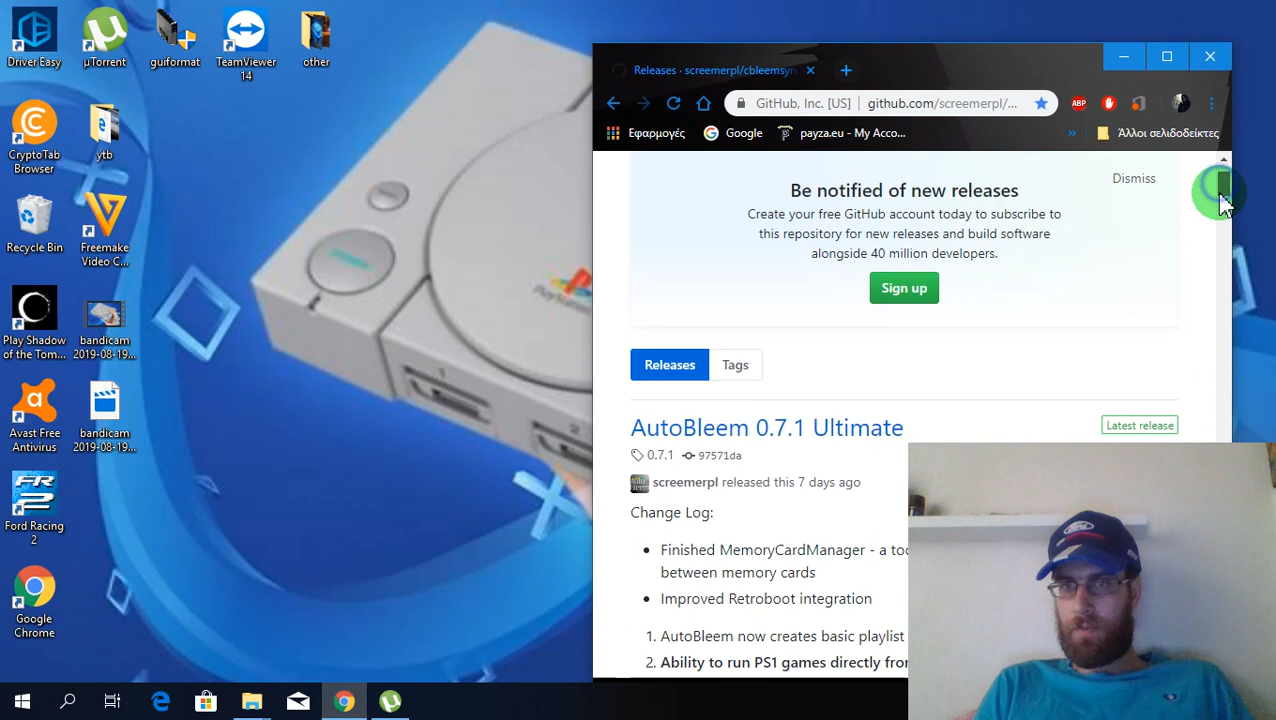 Driver Easy
µTorrent
guiformat
TeamViewer 14
other
CryptoTab Browser
ytb
Recycle Bin
Freemake Video C...
Play Shadow of the Tom...
bandicam 2019-08-19...
Avast Free Antivirus
bandicam 2019-08-19...
Ford Racing 2
Google Chrome
Releases · screemerpl/cbleemsyn
GitHub, Inc. [US]
github.com/screemerpl/...
ABP
Εφαρμογές
Google
payza.eu - My Acco...
»
Άλλοι σελιδοδείκτες
Be notified of new releases
Dismiss
Create your free GitHub account today to subscribe to
this repository for new releases and build software
alongside 40 million developers.
Sign up
Releases
Tags
AutoBleem 0.7.1 Ultimate
Latest release
0.7.1
97571da
screemerpl released this 7 days ago
Change Log:
Finished MemoryCardManager - a too
between memory cards
Improved Retroboot integration
1. AutoBleem now creates basic playlist
2. Ability to run PS1 games directly fror